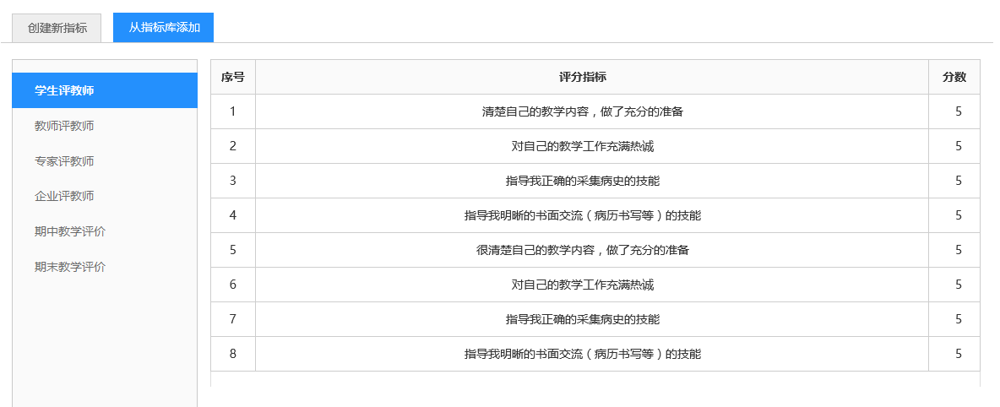 创建新指标
从指标库添加
学生评教师
教师评教师
专家评教师
企业评教师
期中教学评价
期末教学评价
序号 评分指标 分数
1 清楚自己的教学内容，做了充分的准备 5
2 对自己的教学工作充满热诚 5
3 指导我正确的采集病史的技能 5
4 指导我明晰的书面交流（病历书写等）的技能 5
5 很清楚自己的教学内容，做了充分的准备 5
6 对自己的教学工作充满热诚 5
7 指导我正确的采集病史的技能 5
8 指导我明晰的书面交流（病历书写等）的技能 5